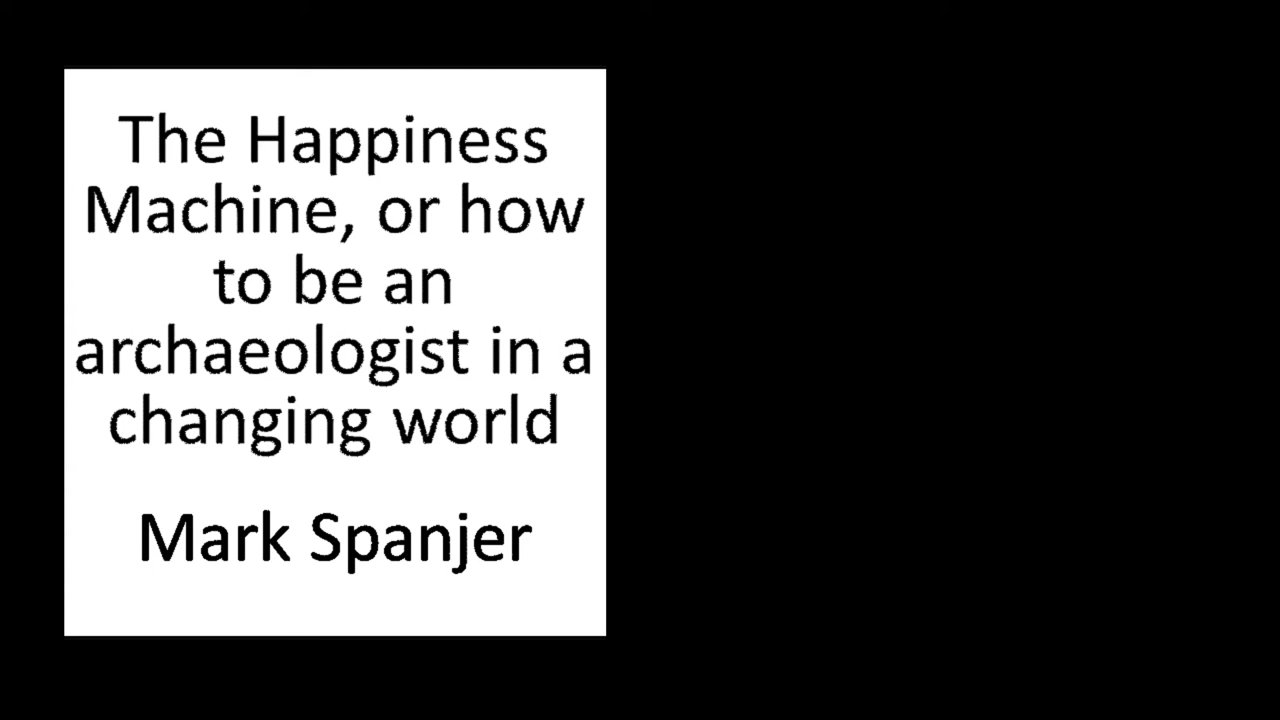 The Happiness
Machine, or how
to be an
archaeologist in a
changing world
Mark Spanjer